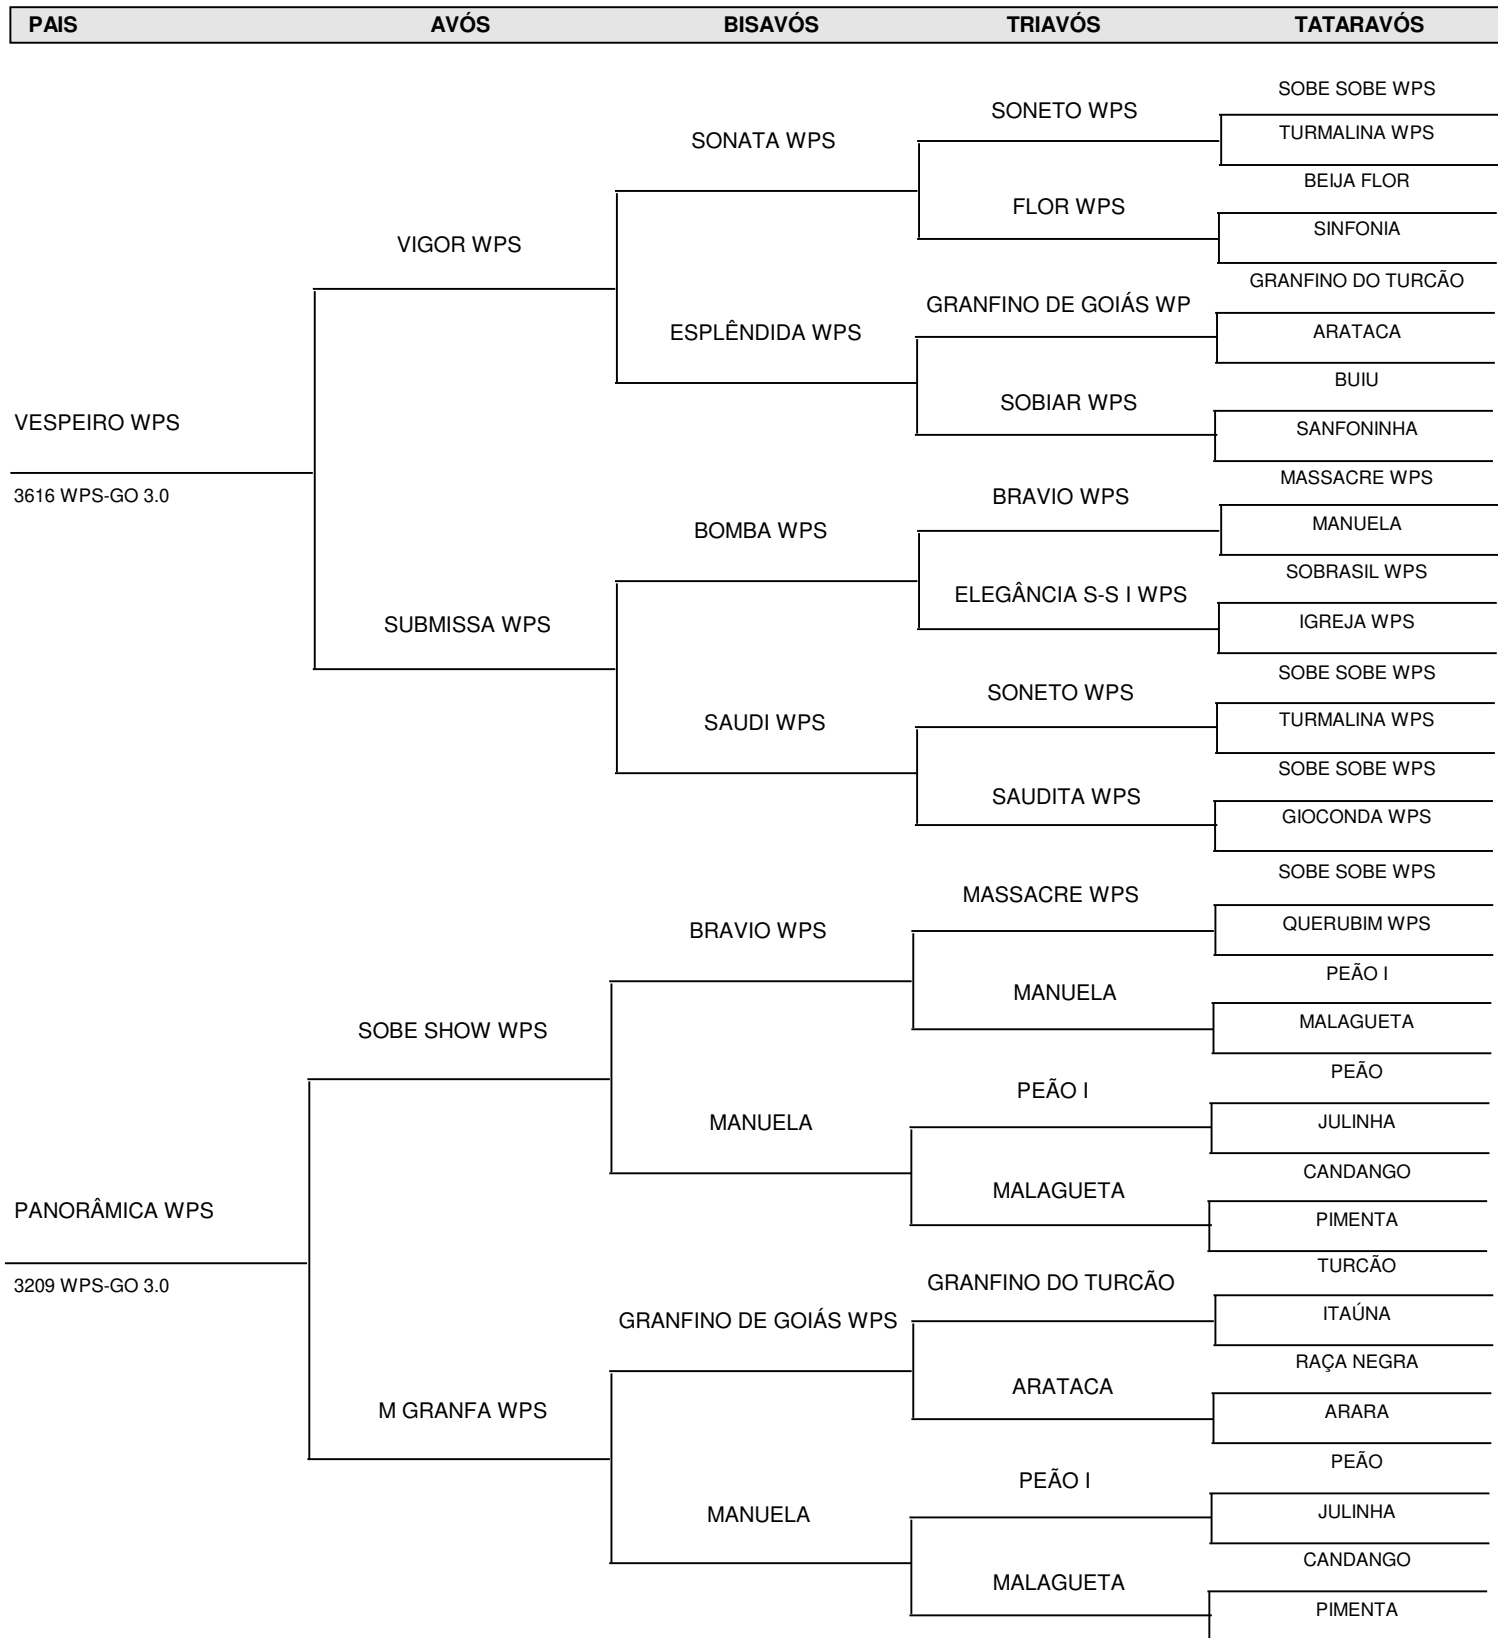 PAIS AVÓS BISAVÓS TRIAVÓS TATARAVÓS
SOBE SOBE WPS
SONETO WPS
TURMALINA WPS
SONATA WPS
BEIJA FLOR
FLOR WPS
SINFONIA
VIGOR WPS
GRANFINO DO TURCÃO
GRANFINO DE GOIÁS WP
ESPLÊNDIDA WPS
ARATACA
BUIU
SOBIAR WPS
VESPEIRO WPS
SANFONINHA
MASSACRE WPS
3616 WPS-GO 3.0
BRAVIO WPS
MANUELA
BOMBA WPS
SOBRASIL WPS
ELEGÂNCIA S-S I WPS
IGREJA WPS
SUBMISSA WPS
SOBE SOBE WPS
SONETO WPS
TURMALINA WPS
SAUDI WPS
SOBE SOBE WPS
SAUDITA WPS
GIOCONDA WPS
SOBE SOBE WPS
MASSACRE WPS
QUERUBIM WPS
BRAVIO WPS
PEÃO I
MANUELA
MALAGUETA
SOBE SHOW WPS
PEÃO
PEÃO I
MANUELA
JULINHA
CANDANGO
MALAGUETA
PANORÂMICA WPS
PIMENTA
TURCÃO
3209 WPS-GO 3.0
GRANFINO DO TURCÃO
ITAÚNA
GRANFINO DE GOIÁS WPS
RAÇA NEGRA
ARATACA
M GRANFA WPS
ARARA
PEÃO
PEÃO I
MANUELA
JULINHA
CANDANGO
MALAGUETA
PIMENTA